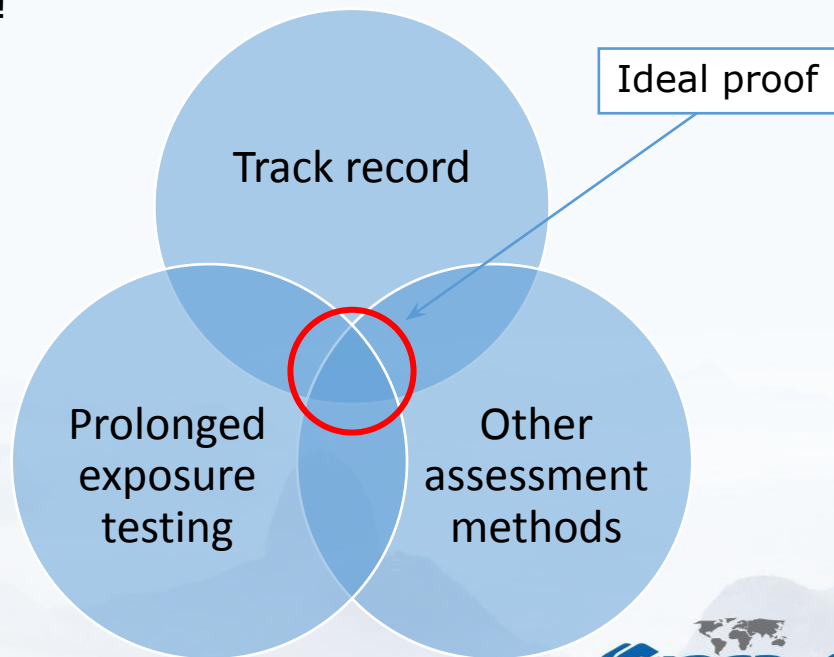 !
Ideal proof
Track record
Prolonged
exposure
testing
Other
assessment
methods